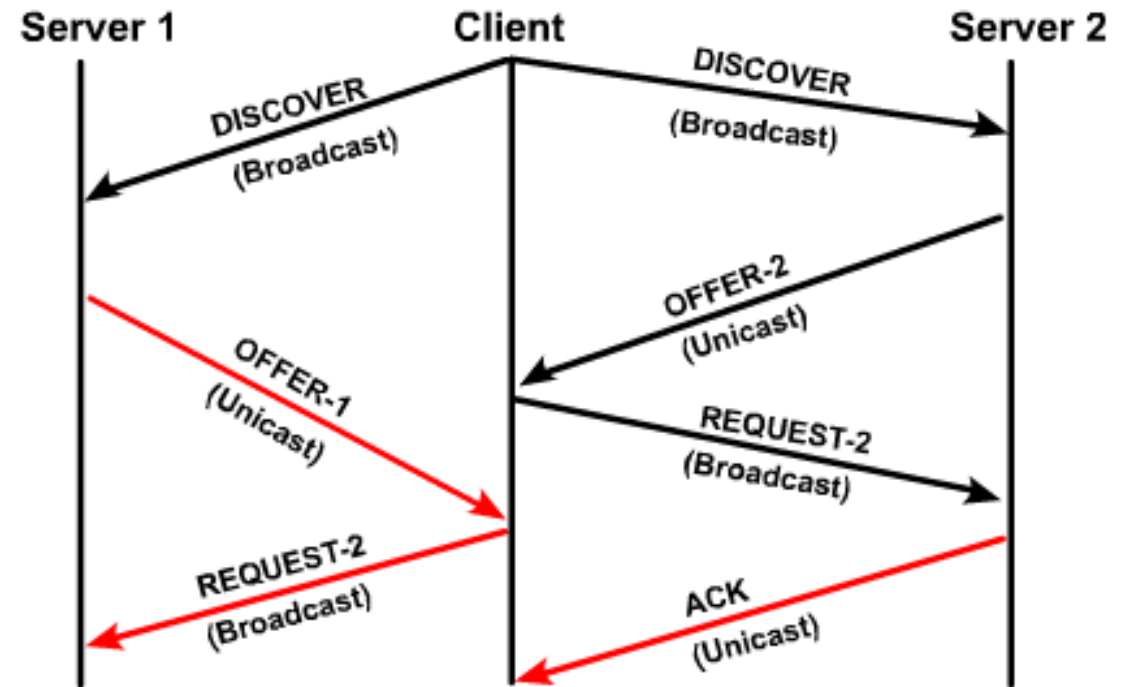 Server 1
Client
Server 2
DISCOVER
(Broadcast)
DISCOVER
(Broadcast)
OFFER-2
(Unicast)
OFFER-1
(Unicast)
REQUEST-2
(Broadcast)
REQUEST-2
(Broadcast)
ACK
(Unicast)